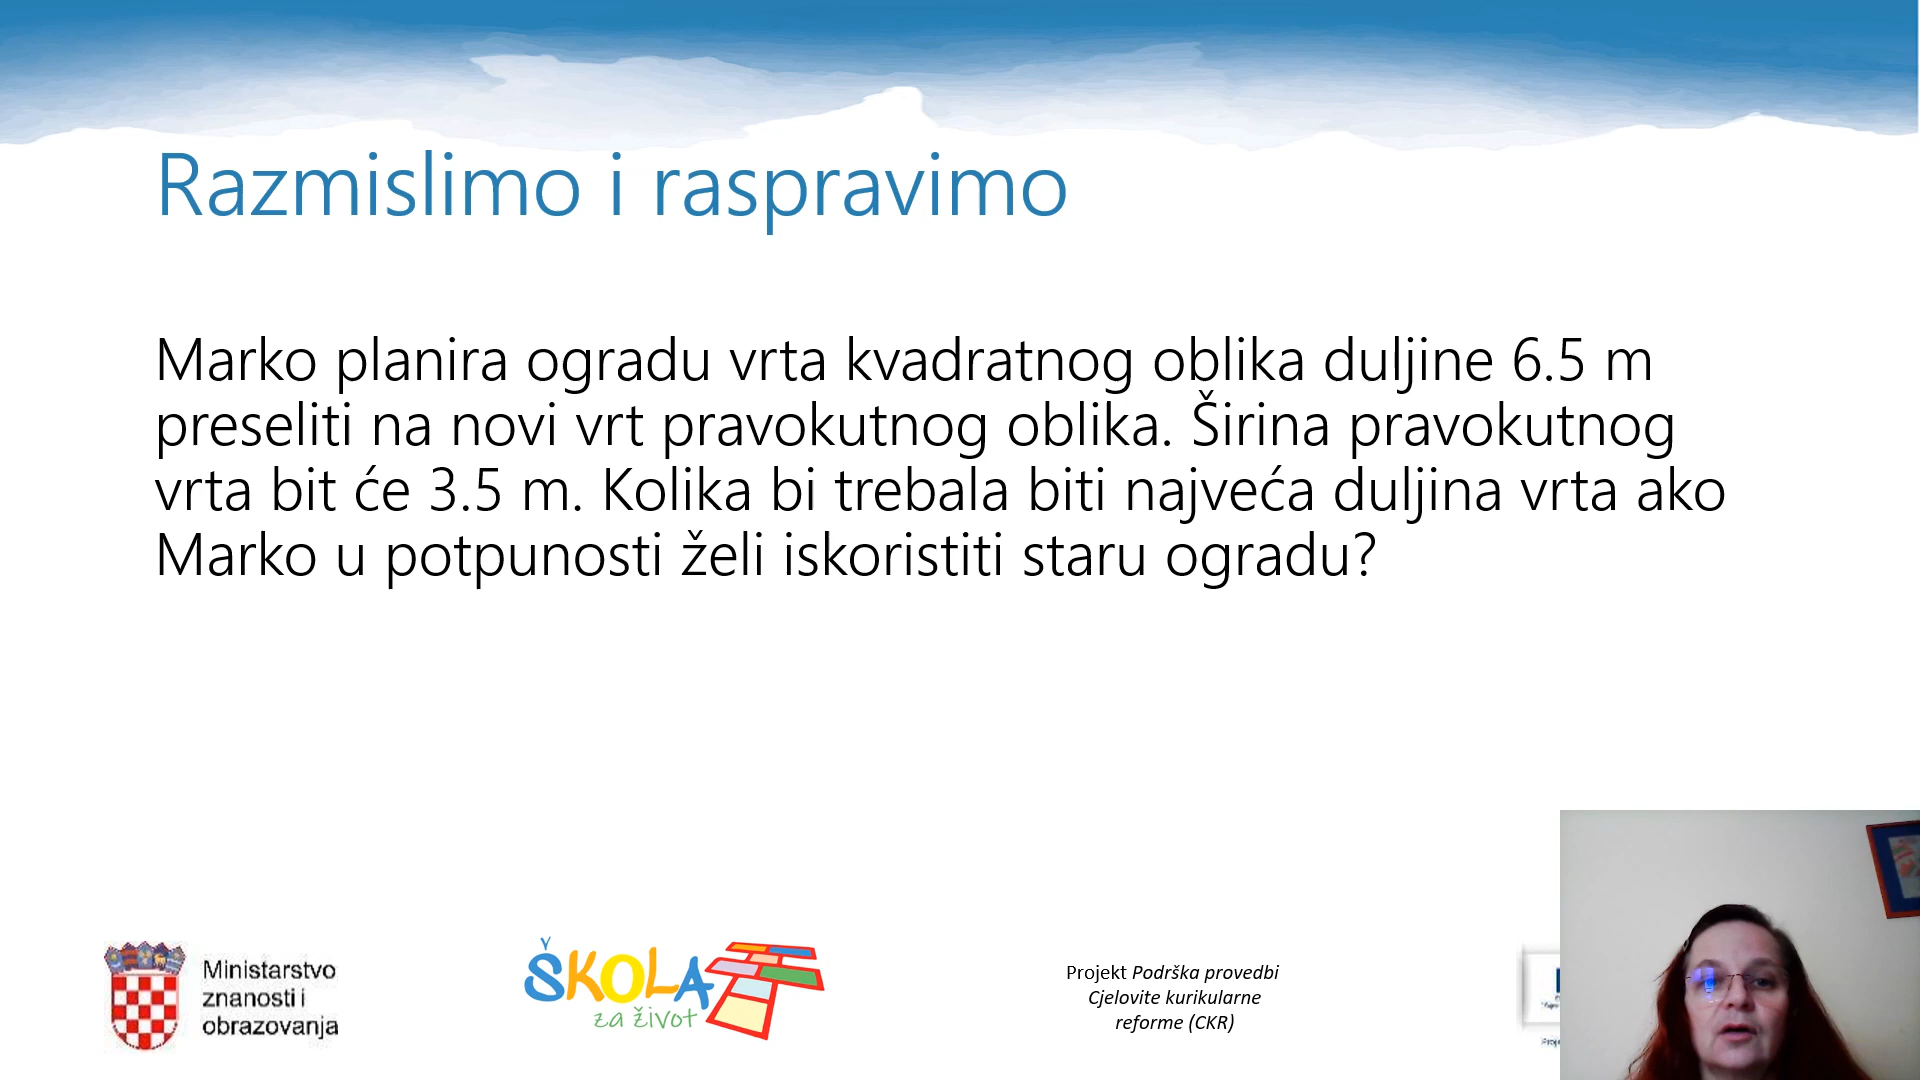 Razmislimo i raspravimo
Marko planira ogradu vrta kvadratnog oblika duljine 6.5 m
preseliti na novi vrt pravokutnog oblika. Širina pravokutnog
vrta bit će 3.5 m. Kolika bi trebala biti najveća duljina vrta ako
Marko u potpunosti želi iskoristiti staru ogradu?
Ministarstvo
znanosti i
obrazovanja
ŠKOLA
za život
Projekt Podrška provedbi
Cjelovite kurikularne
reforme (CKR)